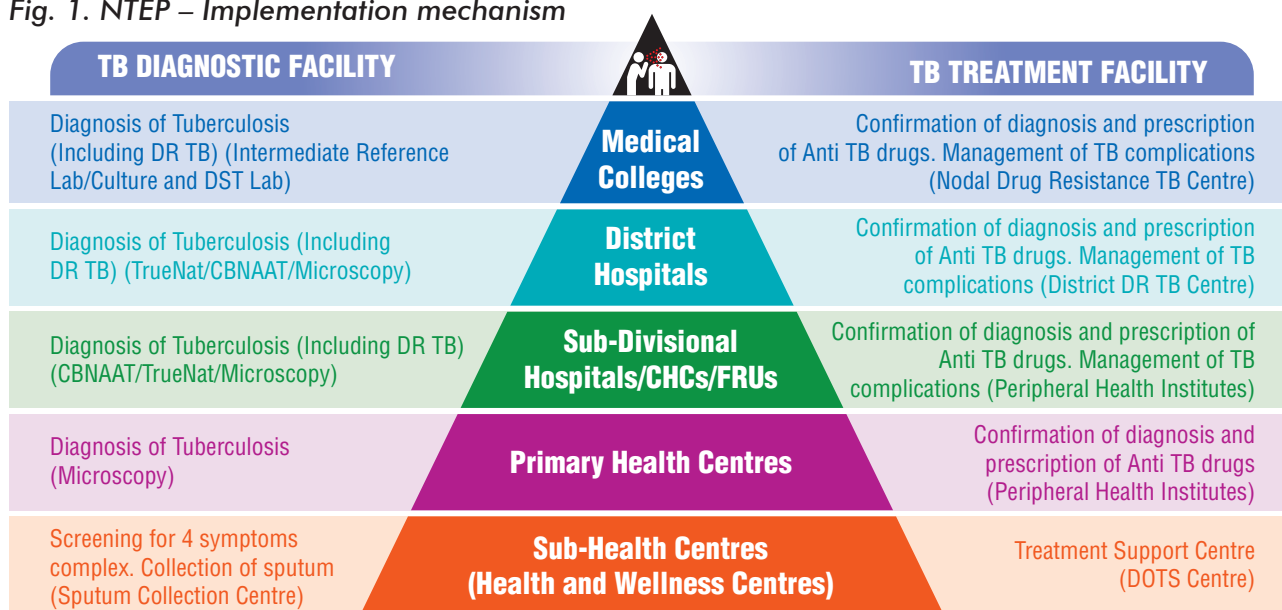 Fig. 1. NTEP – Implementation mechanism
TB DIAGNOSTIC FACILITY
TB TREATMENT FACILITY
Diagnosis of Tuberculosis
(Including DR TB) (Intermediate Reference
Lab/Culture and DST Lab)
Medical
Colleges
Confirmation of diagnosis and prescription
of Anti TB drugs. Management of TB complications
(Nodal Drug Resistance TB Centre)
Diagnosis of Tuberculosis (Including
DR TB) (TrueNat/CBNAAT/Microscopy)
District
Hospitals
Confirmation of diagnosis and prescription
of Anti TB drugs. Management of TB
complications (District DR TB Centre)
Diagnosis of Tuberculosis (Including DR TB)
(CBNAAT/TrueNat/Microscopy)
Sub-Divisional
Hospitals/CHCs/FRUs
Confirmation of diagnosis and prescription of
Anti TB drugs. Management of TB
complications (Peripheral Health Institutes)
Diagnosis of Tuberculosis
(Microscopy)
Primary Health Centres
Confirmation of diagnosis and
prescription of Anti TB drugs
(Peripheral Health Institutes)
Screening for 4 symptoms
complex. Collection of sputum
(Sputum Collection Centre)
Sub-Health Centres
(Health and Wellness Centres)
Treatment Support Centre
(DOTS Centre)